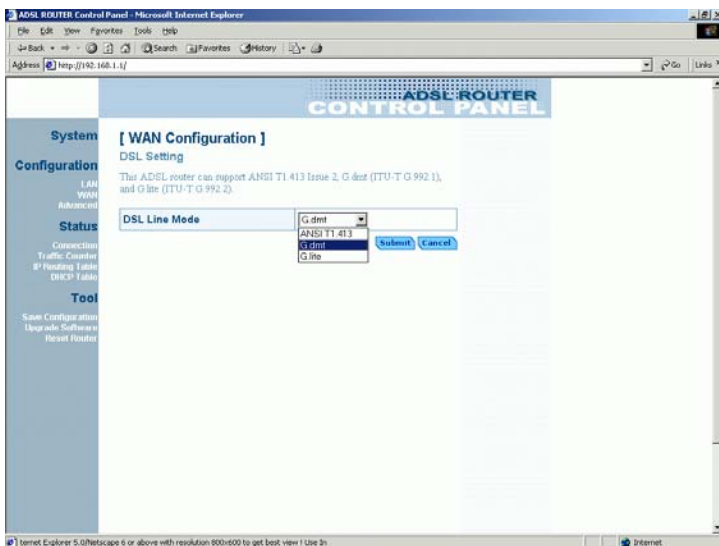 ADSL ROUTER Control Panel - Microsoft Internet Explorer
File Edit View Favorites Tools Help
Back Search Favorites History
Address http://192.168.1.1/ Go Links
ADSL ROUTER
CONTROL PANEL
System
Configuration
LAN
WAN
Advanced
Status
Connection
Traffic Counter
IP Routing Table
DHCP Table
Tool
Save Configuration
Upgrade Software
Reset Router
[ WAN Configuration ]
DSL Setting
This ADSL router can support ANSI T1.413 Issue 2, G.dmt (ITU-T G.992.1),
and G.lite (ITU-T G.992.2).
DSL Line Mode G.dmt
ANSI T1.413
G.dmt
G.lite
Submit Cancel
ternet Explorer 5.0/Netscape 6 or above with resolution 800x600 to get best view ! Use In
Internet